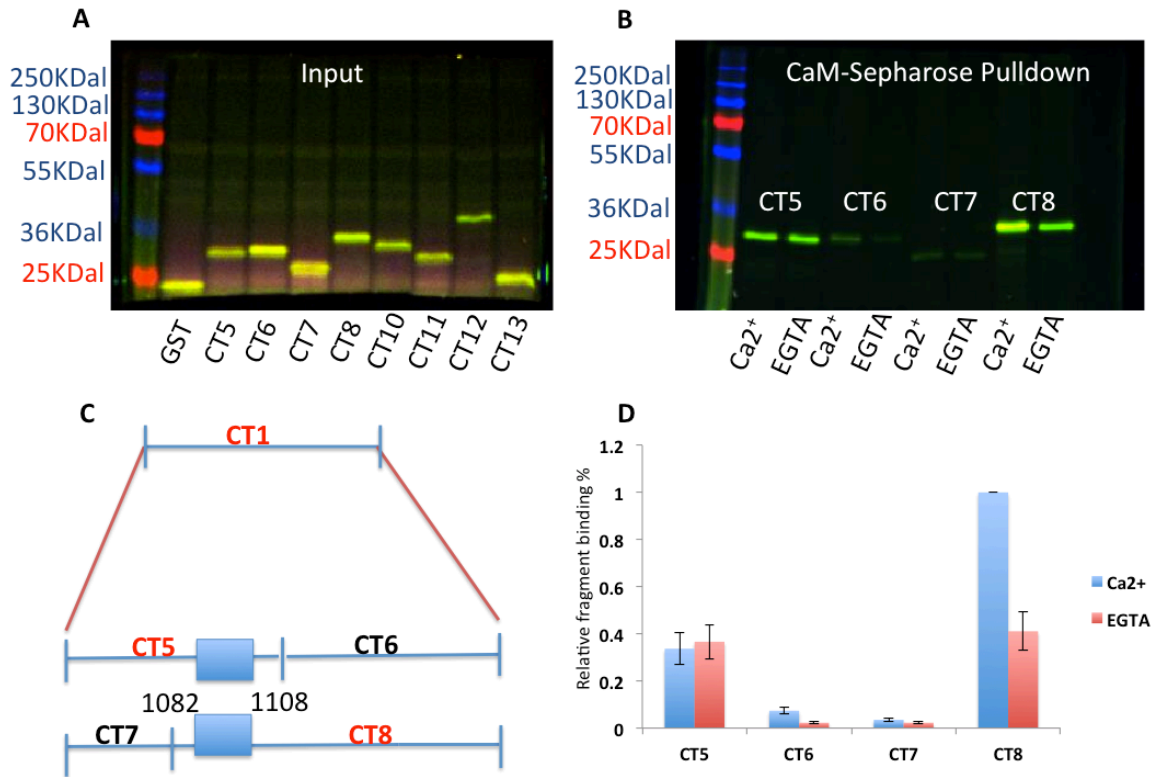 A
Input
250KDal
130KDal
70KDal
55KDal
36KDal
25KDal
GST
CT5
CT6
CT7
CT8
CT10
CT11
CT12
CT13
B
CaM-Sepharose Pulldown
250KDal
130KDal
70KDal
55KDal
36KDal
25KDal
CT5 CT6 CT7 CT8
Ca2+
EGTA
Ca2+
EGTA
Ca2+
EGTA
Ca2+
EGTA
C
CT1
CT5 CT6
1082 1108
CT7 CT8
D
Relative fragment binding %
1.2
1
0.8
0.6
0.4
0.2
0
CT5 CT6 CT7 CT8
Ca2+
EGTA